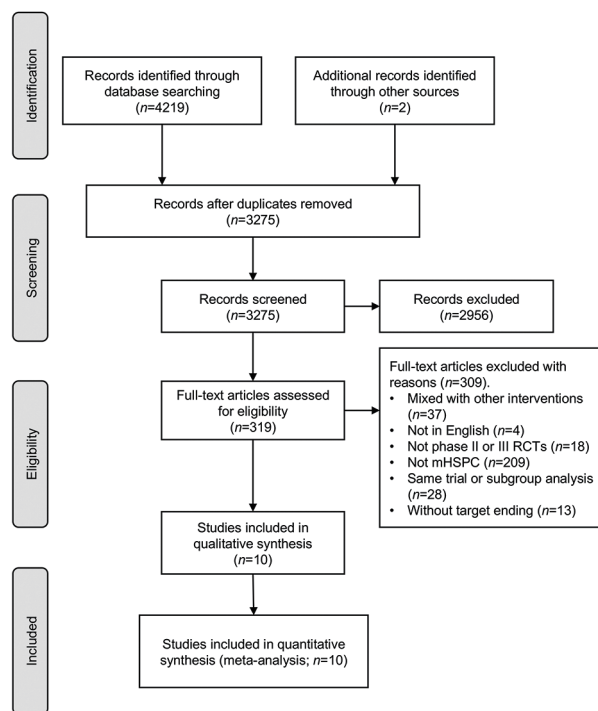 Identification
Records identified through
database searching
(n=4219)
Additional records identified
through other sources
(n=2)
Screening
Records after duplicates removed
(n=3275)
Records screened
(n=3275)
Records excluded
(n=2956)
Eligibility
Full-text articles assessed
for eligibility
(n=319)
Full-text articles excluded with
reasons (n=309).
• Mixed with other interventions
(n=37)
• Not in English (n=4)
• Not phase II or III RCTs (n=18)
• Not mHSPC (n=209)
• Same trial or subgroup analysis
(n=28)
• Without target ending (n=13)
Studies included in
qualitative synthesis
(n=10)
Included
Studies included in quantitative
synthesis (meta-analysis; n=10)